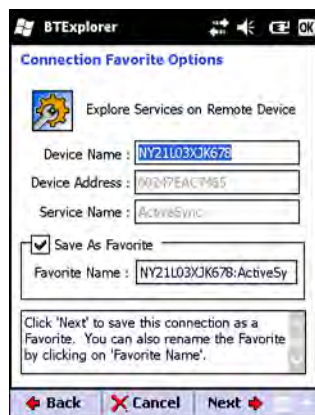 BTExplorer OK
Connection Favorite Options
Explore Services on Remote Device
Device Name : NY21L03XJK678
Device Address :
Service Name : ActiveSync
Save As Favorite
Favorite Name : NY21L03XJK678:ActiveSy
Click 'Next' to save this connection as a
Favorite. You can also rename the Favorite
by clicking on 'Favorite Name'.
Back Cancel Next